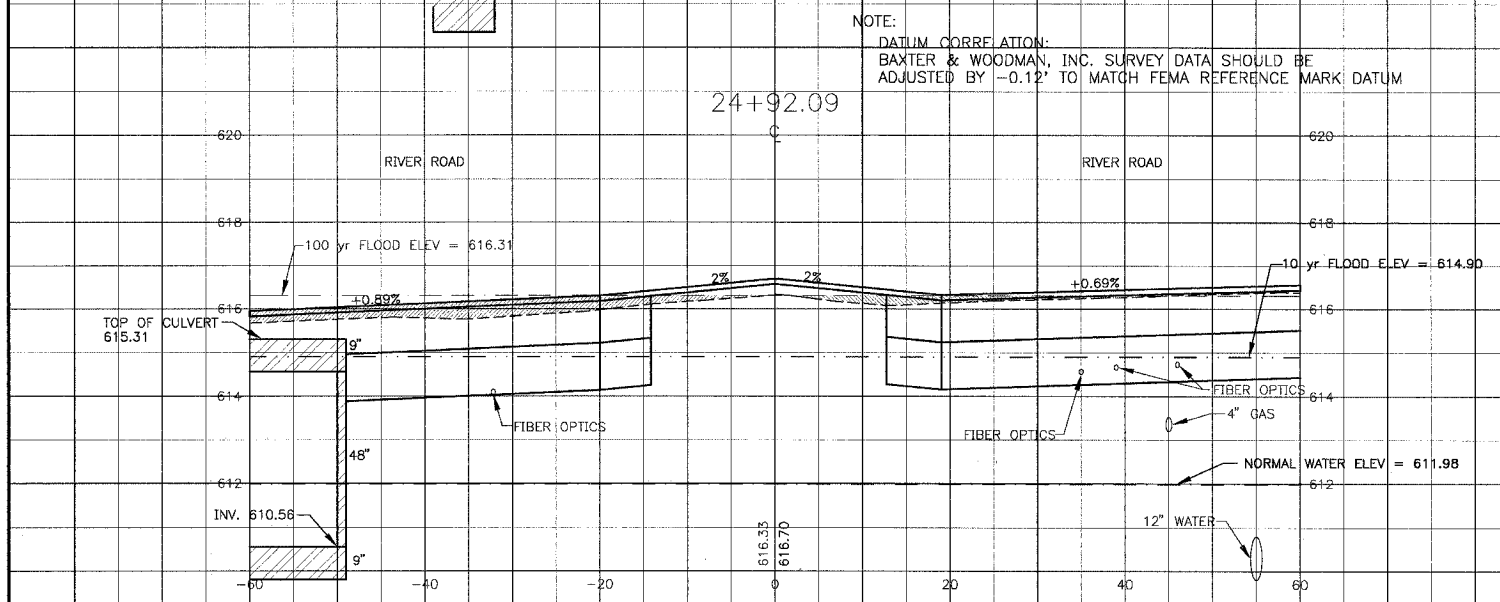 NOTE:
DATUM CORRELATION:
BAXTER & WOODMAN, INC. SURVEY DATA SHOULD BE
ADJUSTED BY -0.12' TO MATCH FEMA REFERENCE MARK DATUM
24+92.09
℄
620
620
RIVER ROAD
RIVER ROAD
618
618
100 yr FLOOD ELEV = 616.31
10 yr FLOOD ELEV = 614.90
2%
2%
+0.89%
+0.69%
616
616
TOP OF CULVERT
615.31
9"
614
614
FIBER OPTICS
FIBER OPTICS
4" GAS
FIBER OPTICS
48"
NORMAL WATER ELEV = 611.98
612
612
INV. 610.56
12" WATER
616.33
616.70
9"
-60
-40
-20
0
20
40
60